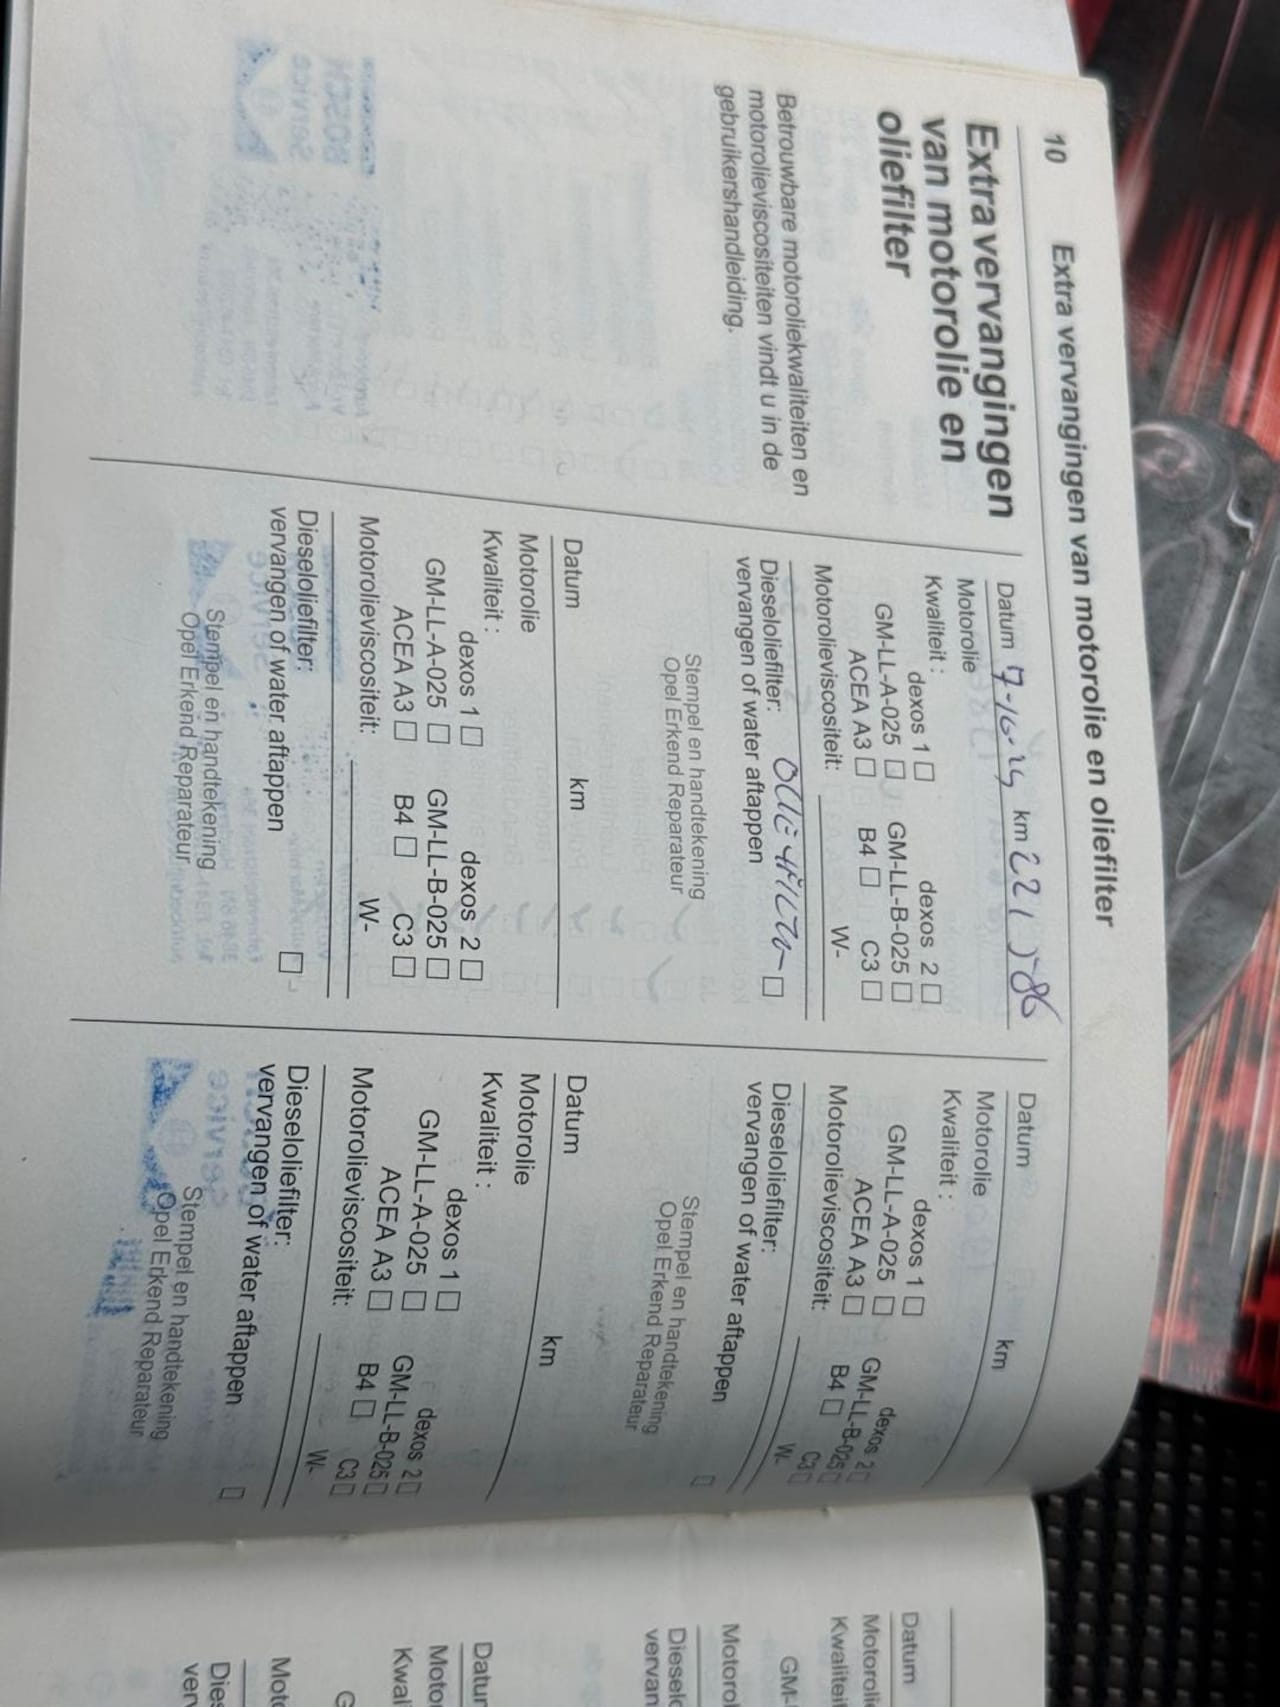 10 Extra vervangingen van motorolie en oliefilter
Extra vervangingen
van motorolie en
oliefilter
Betrouwbare motoroliekwaliteiten en
motorolieviscositeiten vindt u in de
gebruikershandleiding.
Datum km
Motorolie
Kwaliteit :
dexos 1 □ dexos 2 □
GM-LL-A-025 □ GM-LL-B-025 □
ACEA A3 □ B4 □ C3 □
Motorolieviscositeit: W-
Dieseloliefilter:
vervangen of water aftappen □
Stempel en handtekening
Opel Erkend Reparateur
Datum km
Motorolie
Kwaliteit :
dexos 1 □ dexos 2 □
GM-LL-A-025 □ GM-LL-B-025 □
ACEA A3 □ B4 □ C3 □
Motorolieviscositeit: W-
Dieseloliefilter:
vervangen of water aftappen □
Stempel en handtekening
Opel Erkend Reparateur
Datum km
Motorolie
Kwaliteit :
dexos 1 □ dexos 2 □
GM-LL-A-025 □ GM-LL-B-025 □
ACEA A3 □ B4 □ C3 □
Motorolieviscositeit: W-
Dieseloliefilter:
vervangen of water aftappen □
Stempel en handtekening
Opel Erkend Reparateur
Datum km
Motorolie
Kwaliteit :
dexos 1 □ dexos 2 □
GM-LL-A-025 □ GM-LL-B-025 □
ACEA A3 □ B4 □ C3 □
Motorolieviscositeit: W-
Dieseloliefilter:
vervangen of water aftappen □
Stempel en handtekening
Opel Erkend Reparateur
Datum